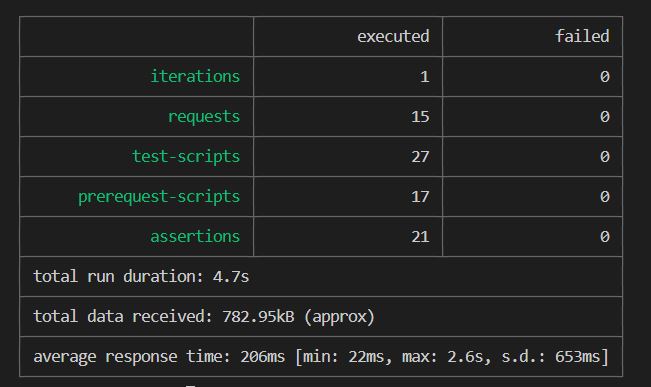 executed failed
iterations 1 0
requests 15 0
test-scripts 27 0
prerequest-scripts 17 0
assertions 21 0
total run duration: 4.7s
total data received: 782.95kB (approx)
average response time: 206ms [min: 22ms, max: 2.6s, s.d.: 653ms]